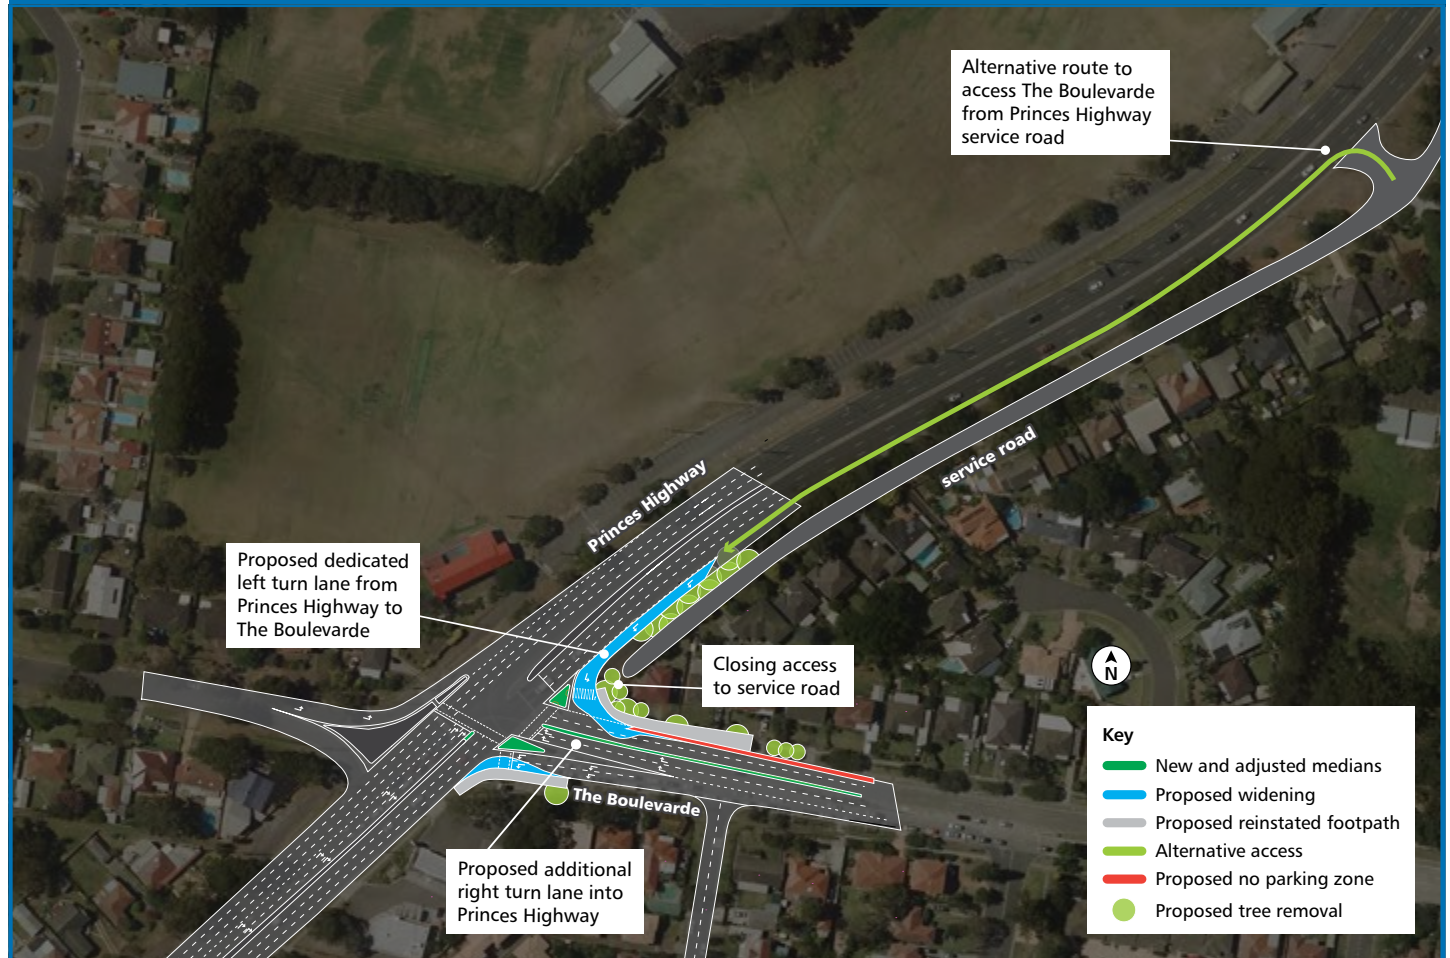 Alternative route to
access The Boulevarde
from Princes Highway
service road
service road
Princes Highway
Proposed dedicated
left turn lane from
Princes Highway to
The Boulevarde
Closing access
to service road
N
The Boulevarde
Proposed additional
right turn lane into
Princes Highway
Key
New and adjusted medians
Proposed widening
Proposed reinstated footpath
Alternative access
Proposed no parking zone
Proposed tree removal